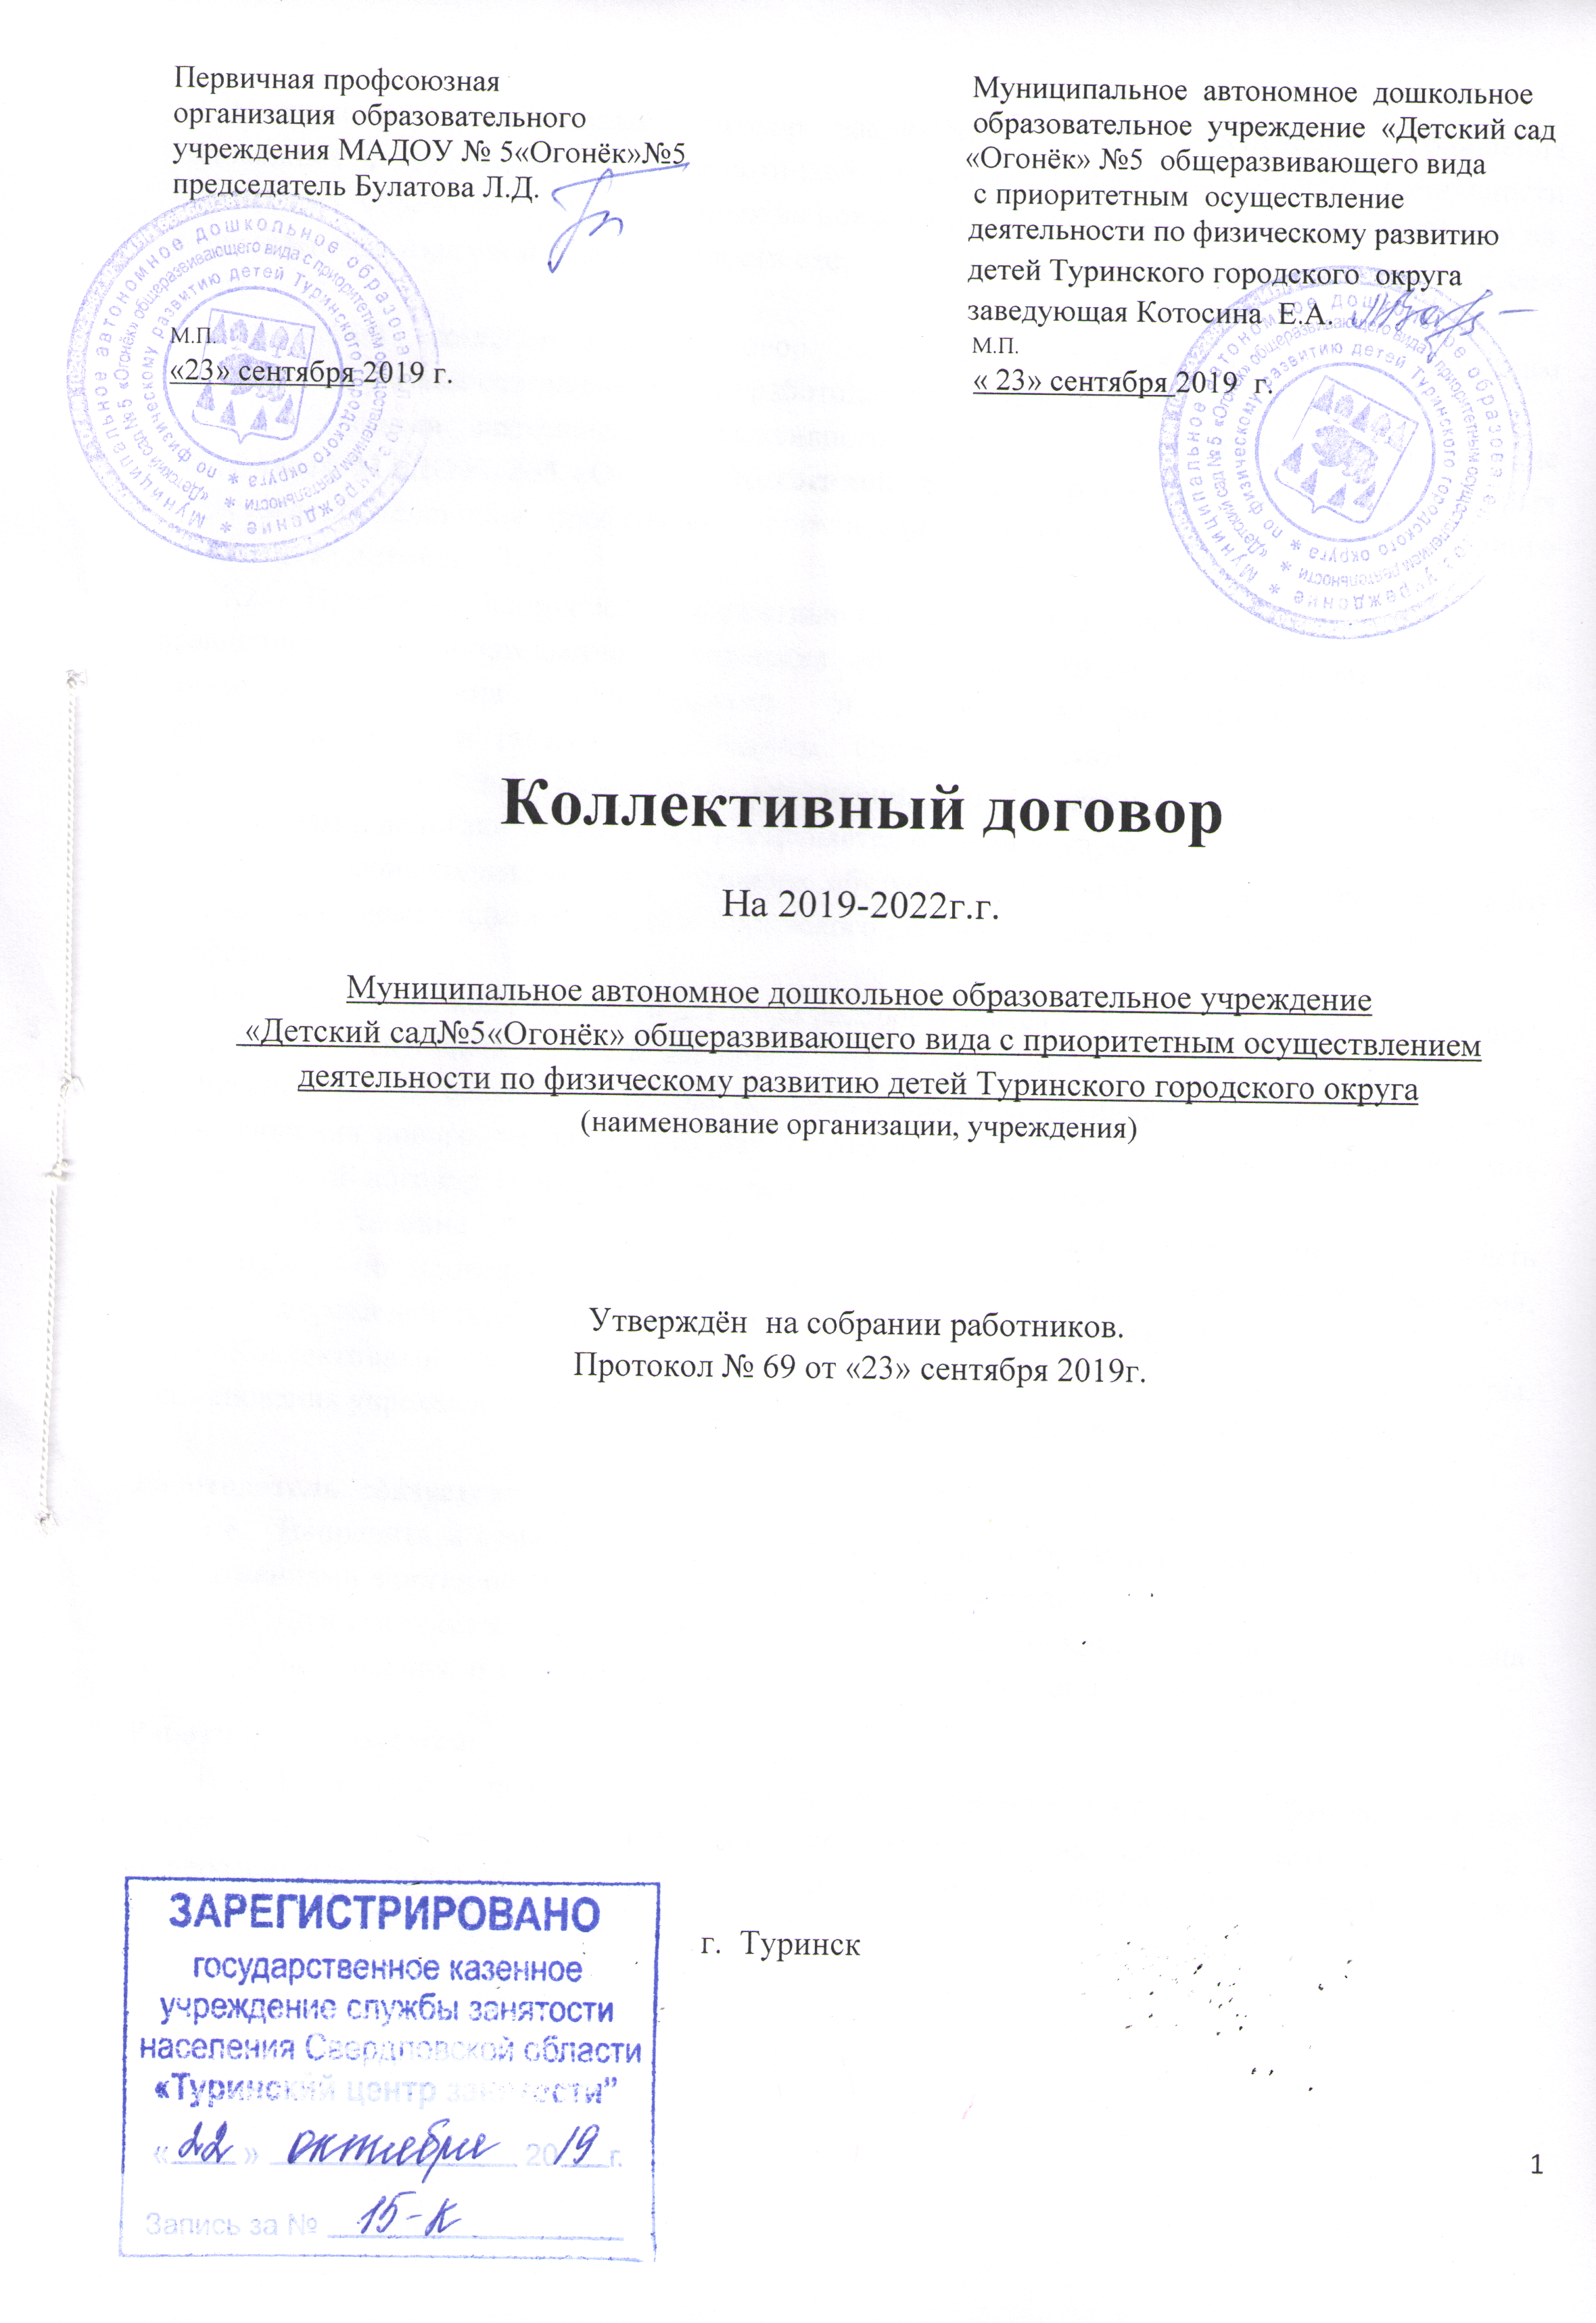 Первичная профсоюзная
организация образовательного
учреждения МАДОУ № 5«Огонёк»№5
председатель Булатова Л.Д.
М.П.
«23» сентября 2019 г.
Муниципальное автономное дошкольное
образовательное учреждение «Детский сад
«Огонёк» №5 общеразвивающего вида
с приоритетным осуществление
деятельности по физическому развитию
детей Туринского городского округа
заведующая Котосина Е.А.
М.П.
« 23» сентября 2019 г.
Коллективный договор
На 2019-2022г.г.
Муниципальное автономное дошкольное образовательное учреждение
«Детский сад№5«Огонёк» общеразвивающего вида с приоритетным осуществлением
деятельности по физическому развитию детей Туринского городского округа
(наименование организации, учреждения)
Утверждён на собрании работников.
Протокол № 69 от «23» сентября 2019г.
г. Туринск
ЗАРЕГИСТРИРОВАНО
государственное казенное
учреждение службы занятости
населения Свердловской области
«Туринский центр занятости”
«22» октября 2019г.
Запись за № 15-к
1